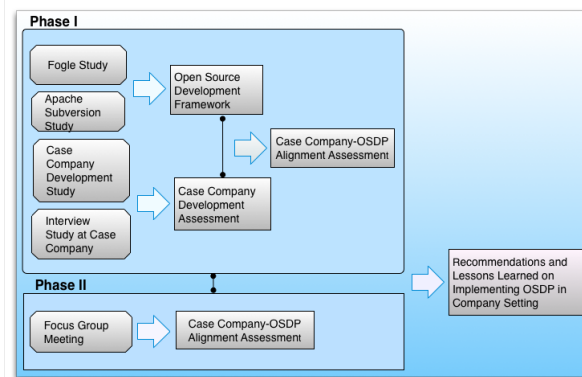 Phase I
Fogle Study
Apache
Subversion
Study
Case
Company
Development
Study
Interview
Study at Case
Company
Open Source
Development
Framework
Case Company
Development
Assessment
Case Company-OSDP
Alignment Assessment
Phase II
Focus Group
Meeting
Case Company-OSDP
Alignment Assessment
Recommendations and
Lessons Learned on
Implementing OSDP in
Company Setting